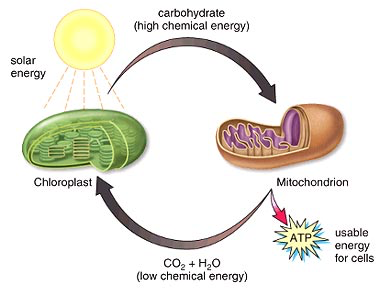 carbohydrate
(high chemical energy)
solar
energy
Chloroplast
Mitochondrion
ATP
usable
energy
for cells
CO₂ + H₂O
(low chemical energy)